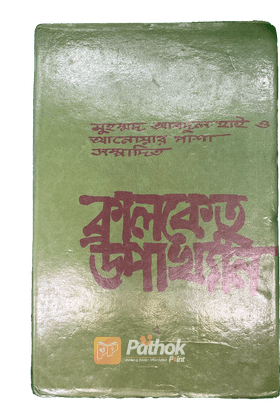 মুহম্মদ আবদুল হাই ও
আনোয়ার পাশা
সম্পাদিত
কালকেতু
উপাখ্যান
Pathok
Point